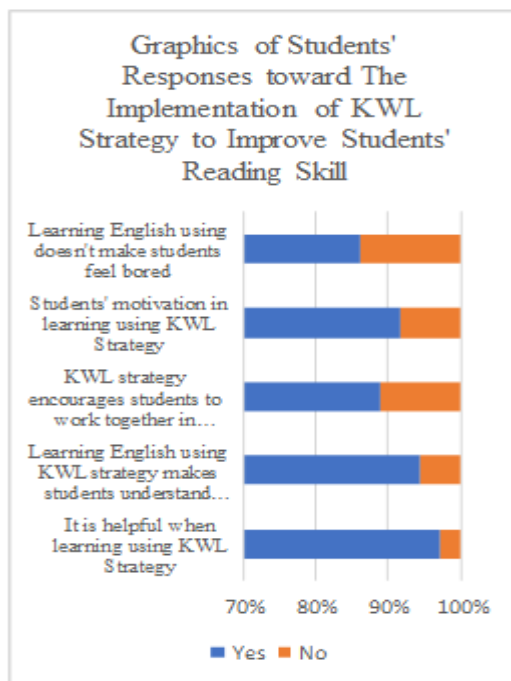 Graphics of Students'
Responses toward The
Implementation of KWL
Strategy to Improve Students'
Reading Skill
Learning English using
doesn't make students
feel bored
Students' motivation in
learning using KWL
Strategy
KWL strategy
encourages students to
work together in...
Learning English using
KWL strategy makes
students understand...
It is helpful when
learning using KWL
Strategy
70% 80% 90% 100%
Yes No